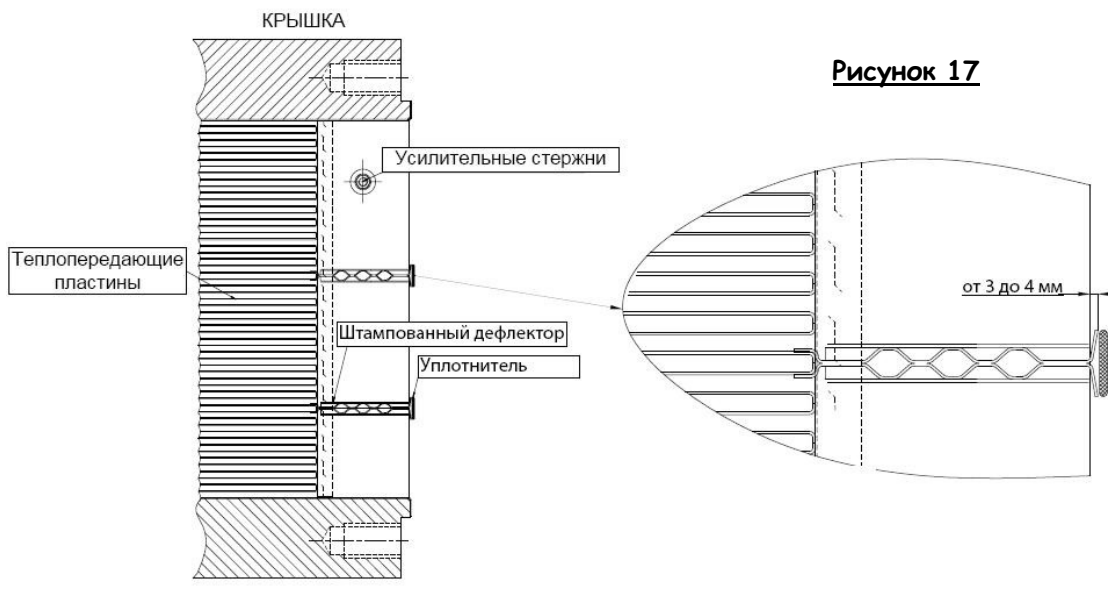 КРЫШКА
Рисунок 17
Усилительные стержни
Теплопередающие
пластины
от 3 до 4 мм
Штампованный дефлектор
Уплотнитель